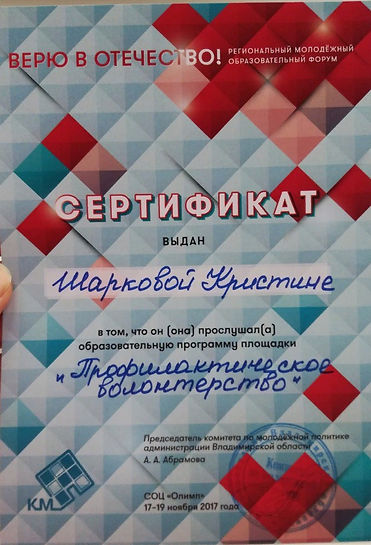 ВЕРЮ В ОТЕЧЕСТВО!
РЕГИОНАЛЬНЫЙ МОЛОДЁЖНЫЙ
ОБРАЗОВАТЕЛЬНЫЙ ФОРУМ
СЕРТИФИКАТ
ВЫДАН
Шарковой Кристине
в том, что он (она) прослушал(а)
образовательную программу площадки
"Профилактическое
волонтерство"
Председатель комитета по молодёжной политике
администрации Владимирской области
А. А. Абрамова
КМ
СОЦ «Олимп»
17-19 ноября 2017 года